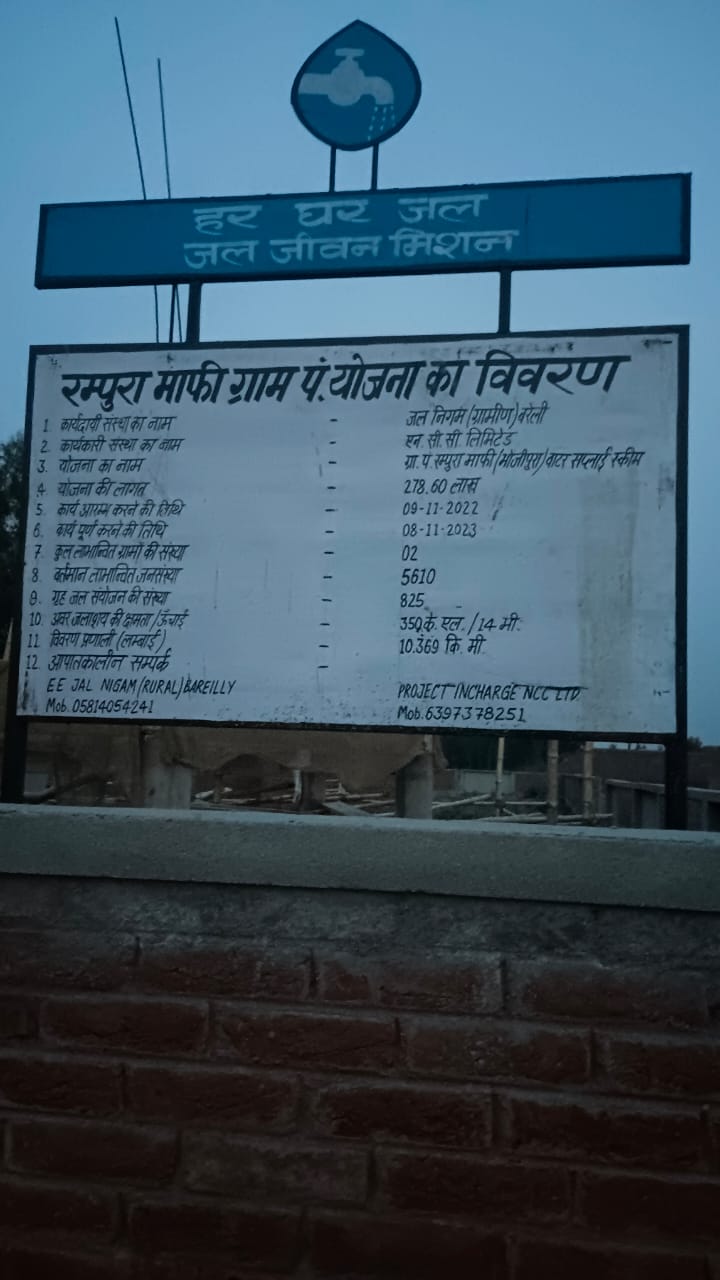 हर घर जल
जल जीवन मिशन
रम्पुरा माफी ग्राम पं. योजना का विवरण
1. कार्यदायी संस्था का नाम - जल निगम (ग्रामीण) बरेली
2. कार्यकारी संस्था का नाम - एन. सी. सी. लिमिटेड
3. योजना का नाम - ग्रा. पं. रम्पुरा माफी (भोजीपुरा) वाटर सप्लाई स्कीम
4. योजना की लागत - 278.60 लाख
5. कार्य आरम्भ करने की तिथि - 09-11-2022
6. कार्य पूर्ण करने की तिथि - 08-11-2023
7. कुल लाभान्वित ग्रामों की संख्या - 02
8. वर्तमान लाभान्वित जनसंख्या - 5610
9. गृह जल संयोजन की संख्या - 825
10. अवर जलाशय की क्षमता / ऊँचाई - 350 के. एल. / 14 मी.
11. विवरण प्रणाली (लम्बाई) - 10.369 कि. मी.
12. आपातकालीन सम्पर्क -
EE JAL NIGAM (RURAL) BAREILLY PROJECT INCHARGE NCC LTD
Mob. 05814054241 Mob. 6397378251